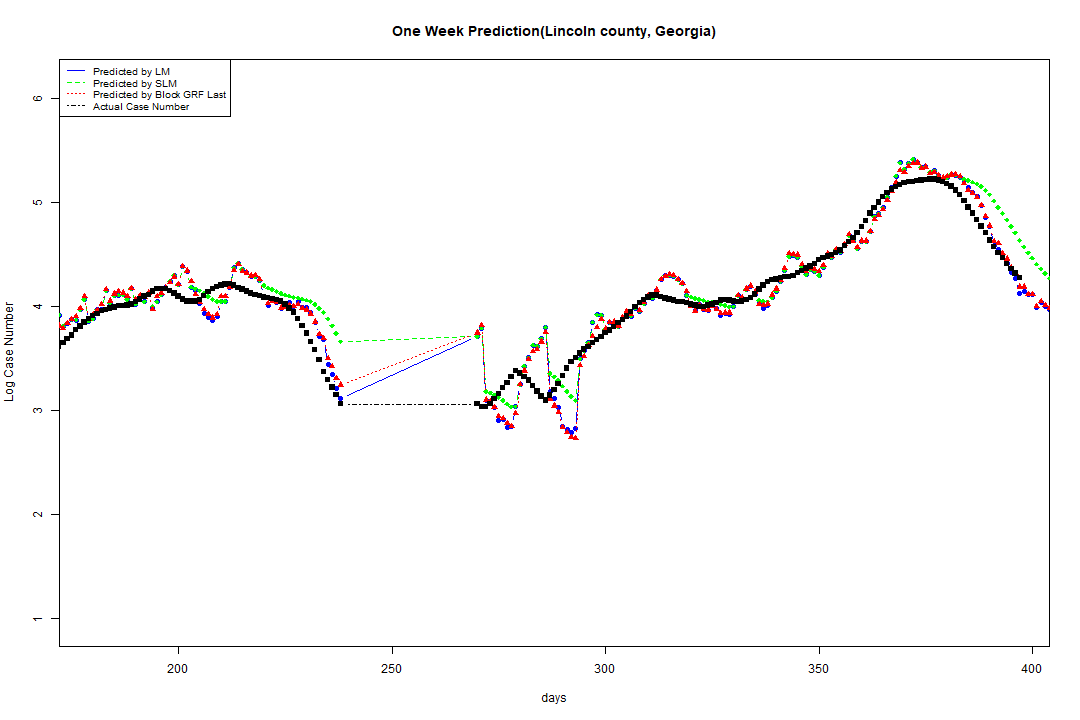 One Week Prediction(Lincoln county, Georgia)
Predicted by LM
Predicted by SLM
Predicted by Block GRF Last
Actual Case Number
6
5
4
3
2
1
Log Case Number
200
250
300
350
400
days